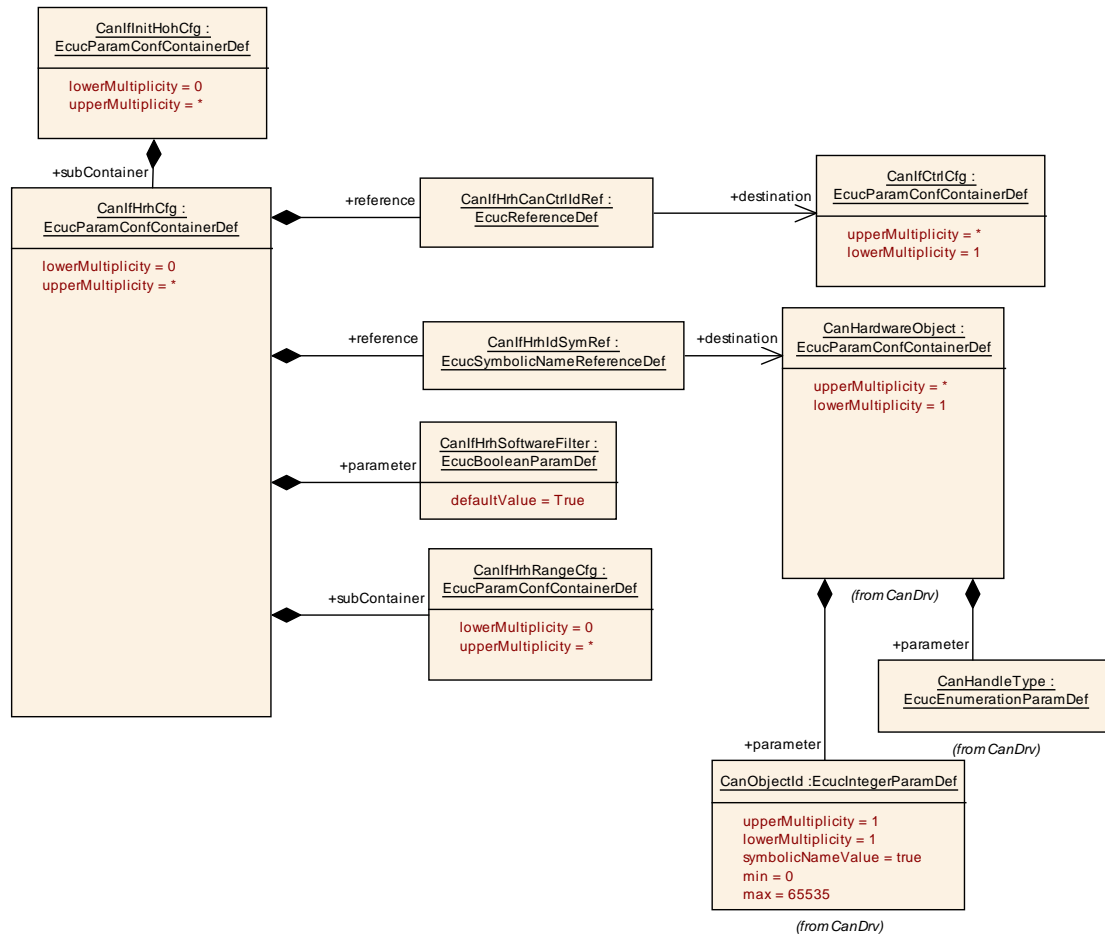 CanIfInitHohCfg :
EcucParamConfContainerDef
lowerMultiplicity = 0
upperMultiplicity = *
+subContainer
CanIfHrhCfg :
EcucParamConfContainerDef
lowerMultiplicity = 0
upperMultiplicity = *
+reference
CanIfHrhCanCtrlIdRef :
EcucReferenceDef
+destination
CanIfCtrlCfg :
EcucParamConfContainerDef
upperMultiplicity = *
lowerMultiplicity = 1
+reference
CanIfHrhIdSymRef :
EcucSymbolicNameReferenceDef
+destination
CanHardwareObject :
EcucParamConfContainerDef
upperMultiplicity = *
lowerMultiplicity = 1
(from CanDrv)
+parameter
CanIfHrhSoftwareFilter :
EcucBooleanParamDef
defaultValue = True
+subContainer
CanIfHrhRangeCfg :
EcucParamConfContainerDef
lowerMultiplicity = 0
upperMultiplicity = *
+parameter
CanHandleType :
EcucEnumerationParamDef
(from CanDrv)
+parameter
CanObjectId :EcucIntegerParamDef
upperMultiplicity = 1
lowerMultiplicity = 1
symbolicNameValue = true
min = 0
max = 65535
(from CanDrv)